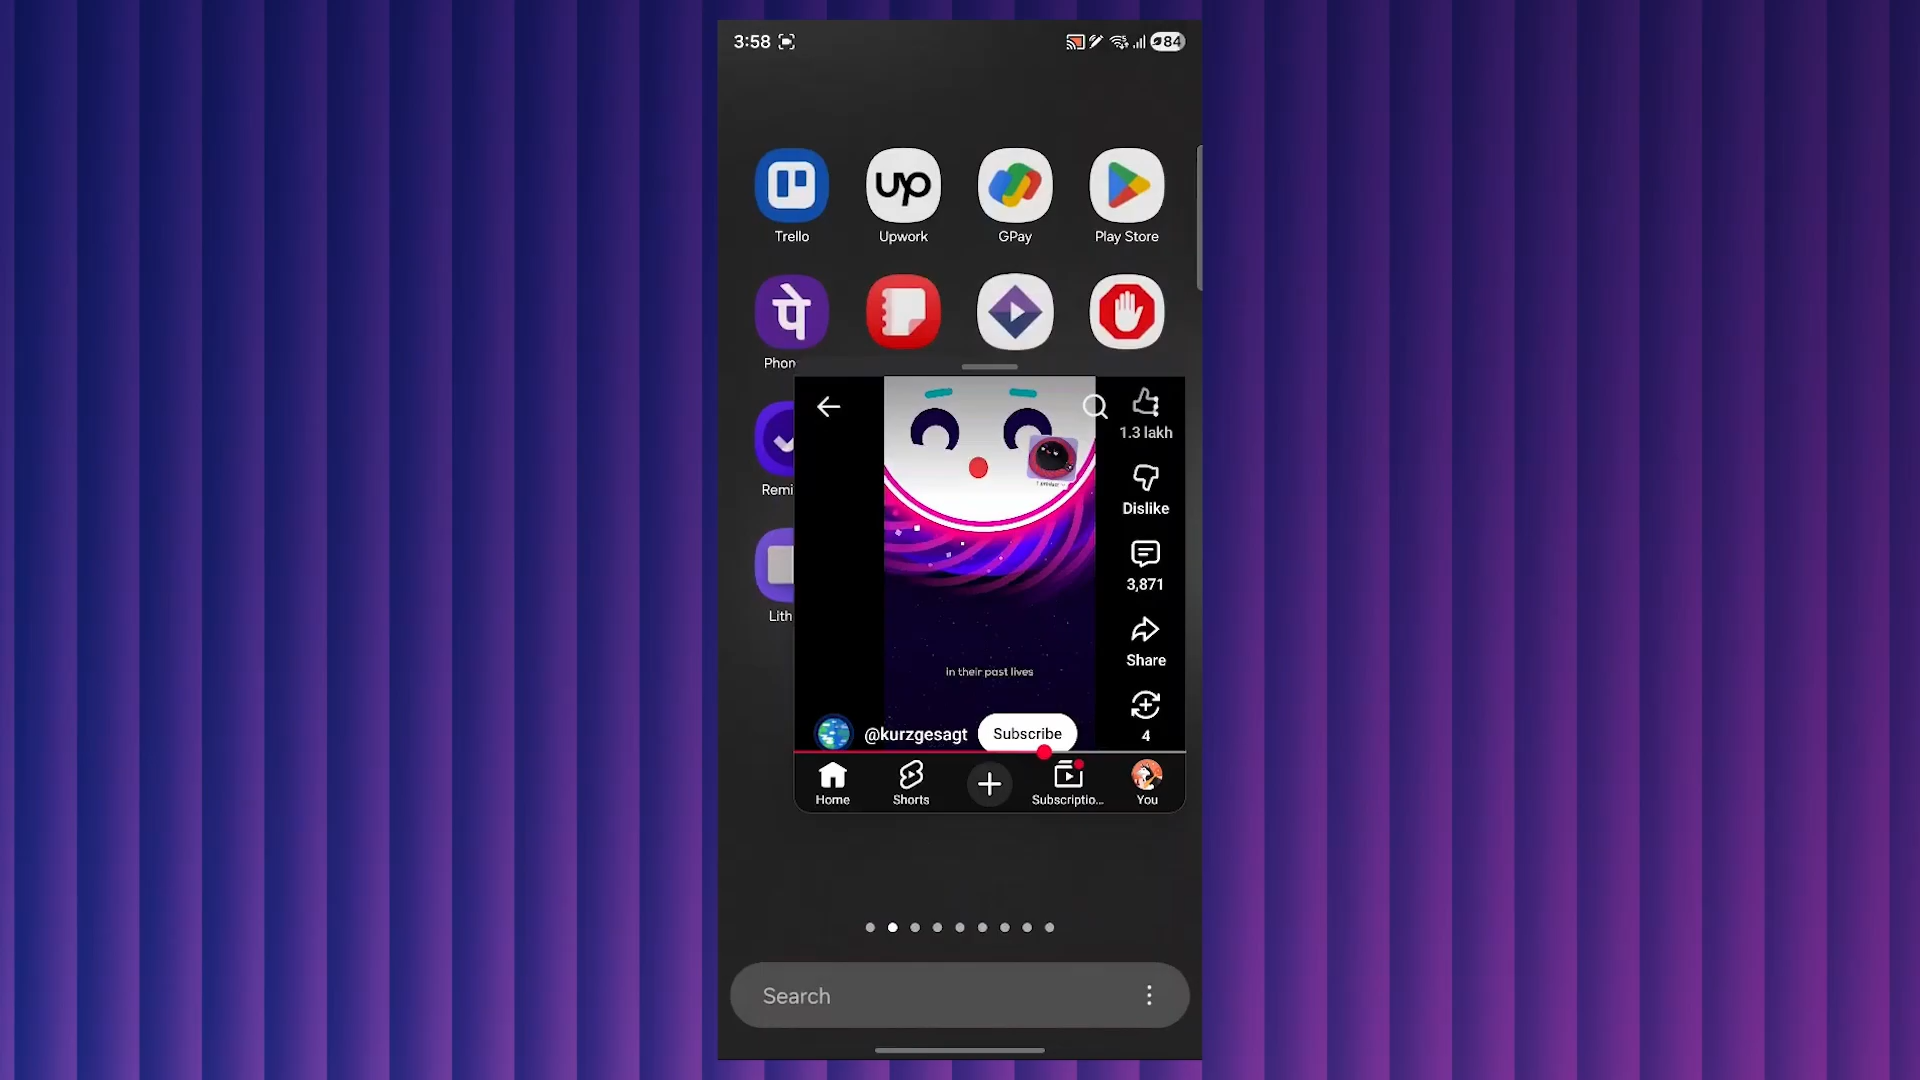 3:58
84
up
Trello
Upwork
GPay
Play Store
पे
Phon
1.3 lakh
Remi
Dislike
3,871
Lith
Share
In their past lives
@kurzgesagt
Subscribe
4
Home
Shorts
Subscriptio...
You
Search